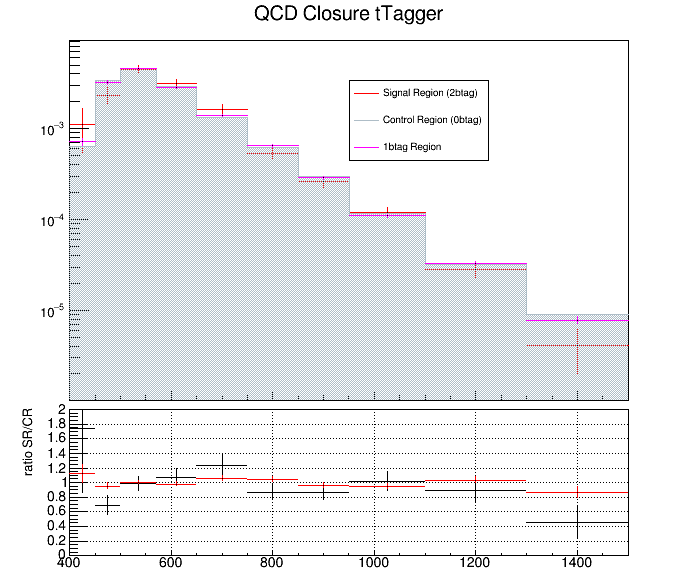 QCD Closure tTagger
10−3
10−4
10−5
Signal Region (2btag)
Control Region (0btag)
1btag Region
ratio SR/CR
2
1.8
1.6
1.4
1.2
1
0.8
0.6
0.4
0.2
0
400 600 800 1000 1200 1400